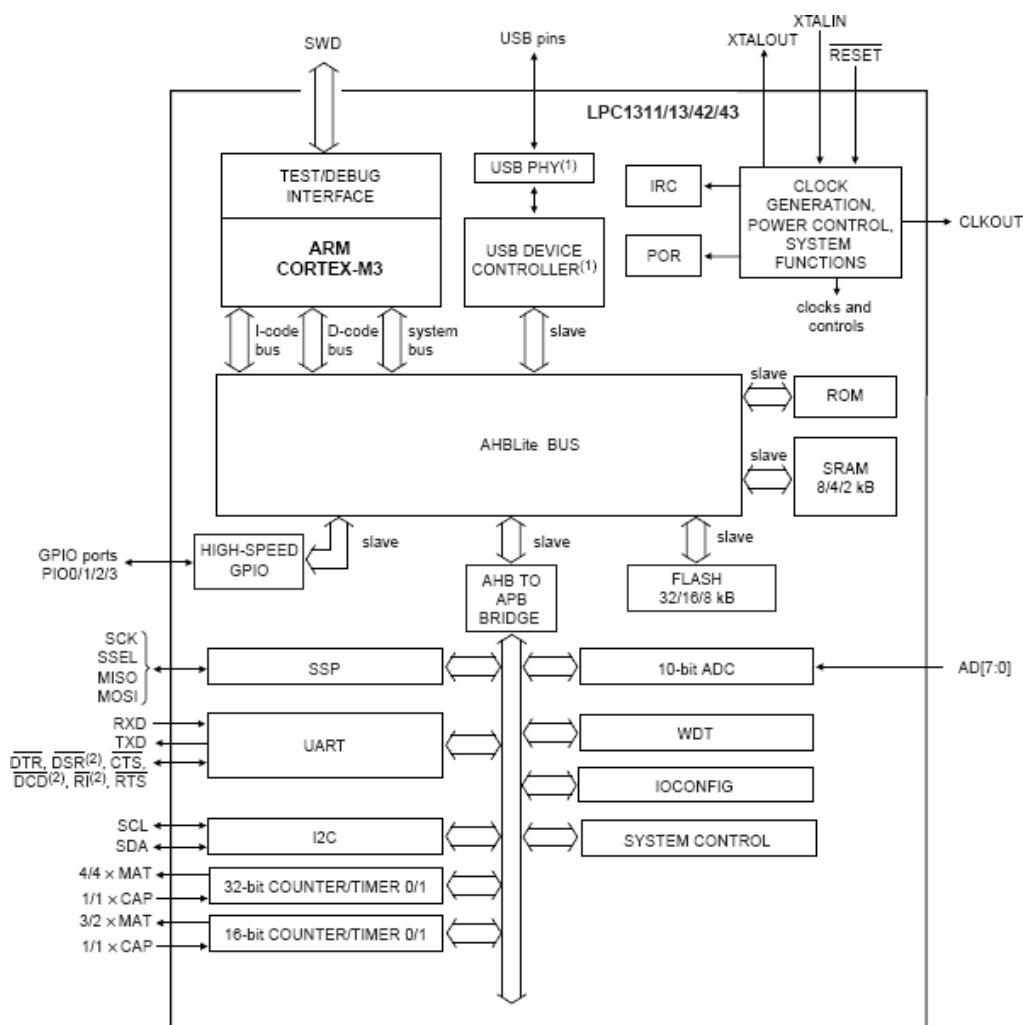 XTALIN
SWD
USB pins
XTALOUT
RESET
LPC1311/13/42/43
TEST/DEBUG
INTERFACE
ARM
CORTEX-M3
USB PHY(1)
USB DEVICE
CONTROLLER(1)
IRC
POR
CLOCK
GENERATION,
POWER CONTROL,
SYSTEM
FUNCTIONS
CLKOUT
clocks and
controls
I-code
bus
D-code
bus
system
bus
slave
AHBLite BUS
slave
ROM
slave
SRAM
8/4/2 kB
GPIO ports
PIO0/1/2/3
HIGH-SPEED
GPIO
slave
slave
slave
AHB TO
APB
BRIDGE
FLASH
32/16/8 kB
SCK
SSEL
MISO
MOSI
SSP
10-bit ADC
AD[7:0]
RXD
TXD
DTR, DSR(2), CTS,
DCD(2), RI(2), RTS
UART
WDT
IOCONFIG
SCL
SDA
I2C
SYSTEM CONTROL
4/4 × MAT
1/1 × CAP
32-bit COUNTER/TIMER 0/1
3/2 × MAT
1/1 × CAP
16-bit COUNTER/TIMER 0/1